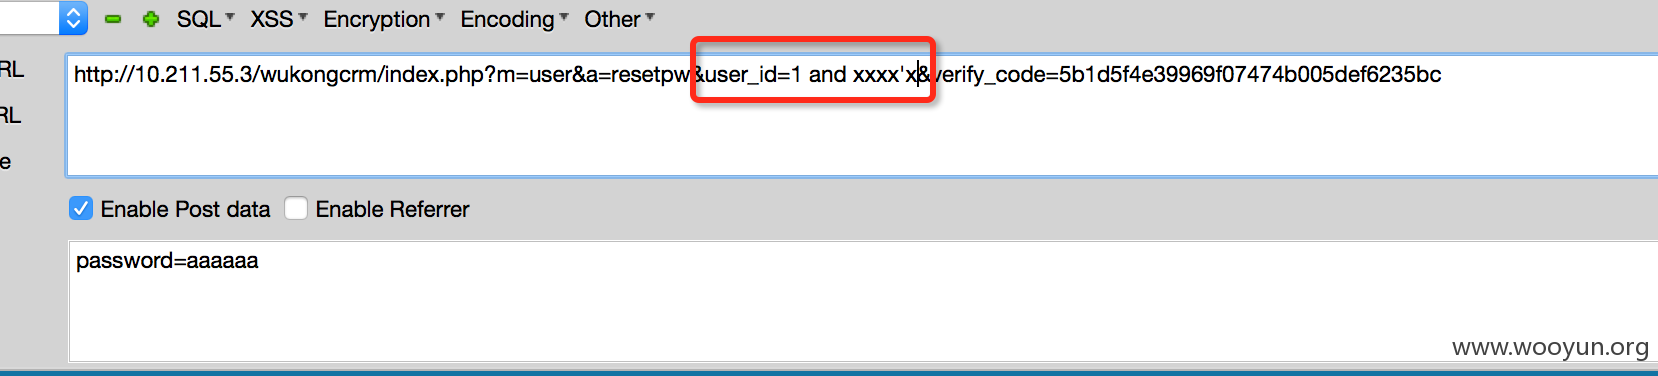 SQL XSS Encryption Encoding Other
RL
http://10.211.55.3/wukongcrm/index.php?m=user&a=resetpw&user_id=1 and xxxx'x&verify_code=5b1d5f4e39969f07474b005def6235bc
RL
e
Enable Post data Enable Referrer
password=aaaaaa
www.wooyun.org